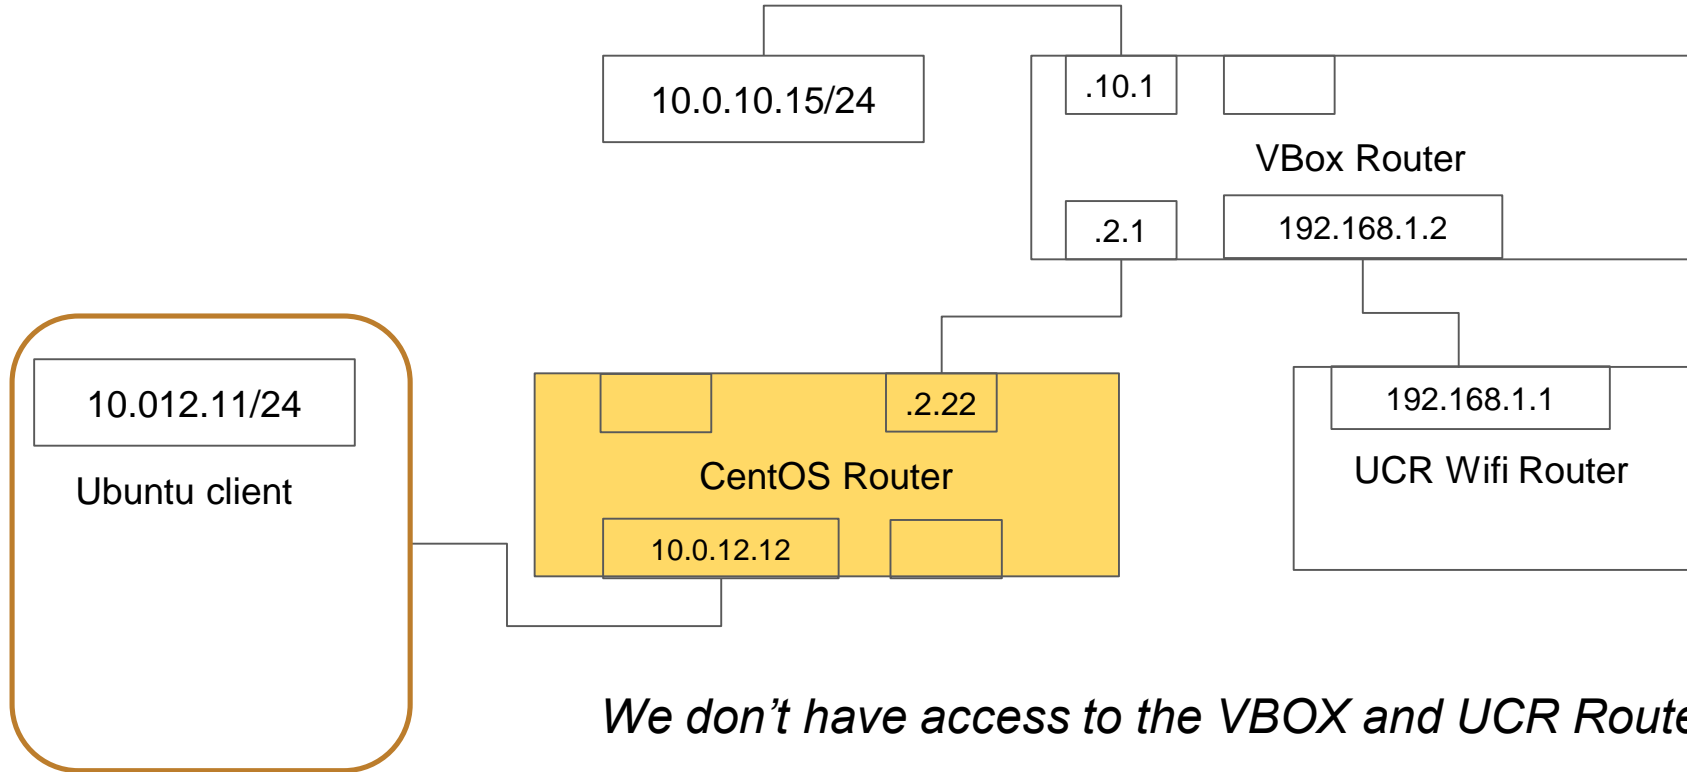 10.0.10.15/24
.10.1
VBox Router
.2.1
192.168.1.2
10.012.11/24
Ubuntu client
.2.22
CentOS Router
10.0.12.12
192.168.1.1
UCR Wifi Router
We don’t have access to the VBOX and UCR Route